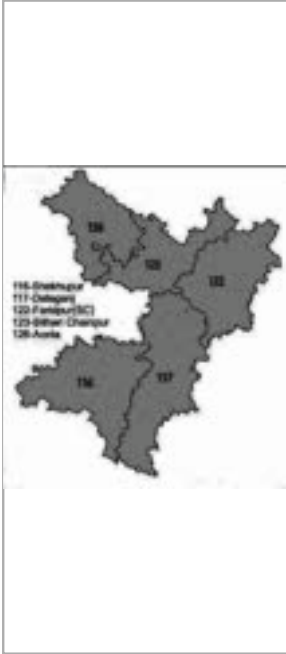 126
123
122
116-Shekhupur
117-Dataganj
122-Faridpur(SC)
123-Bithari Chainpur
126-Aonla
116
117